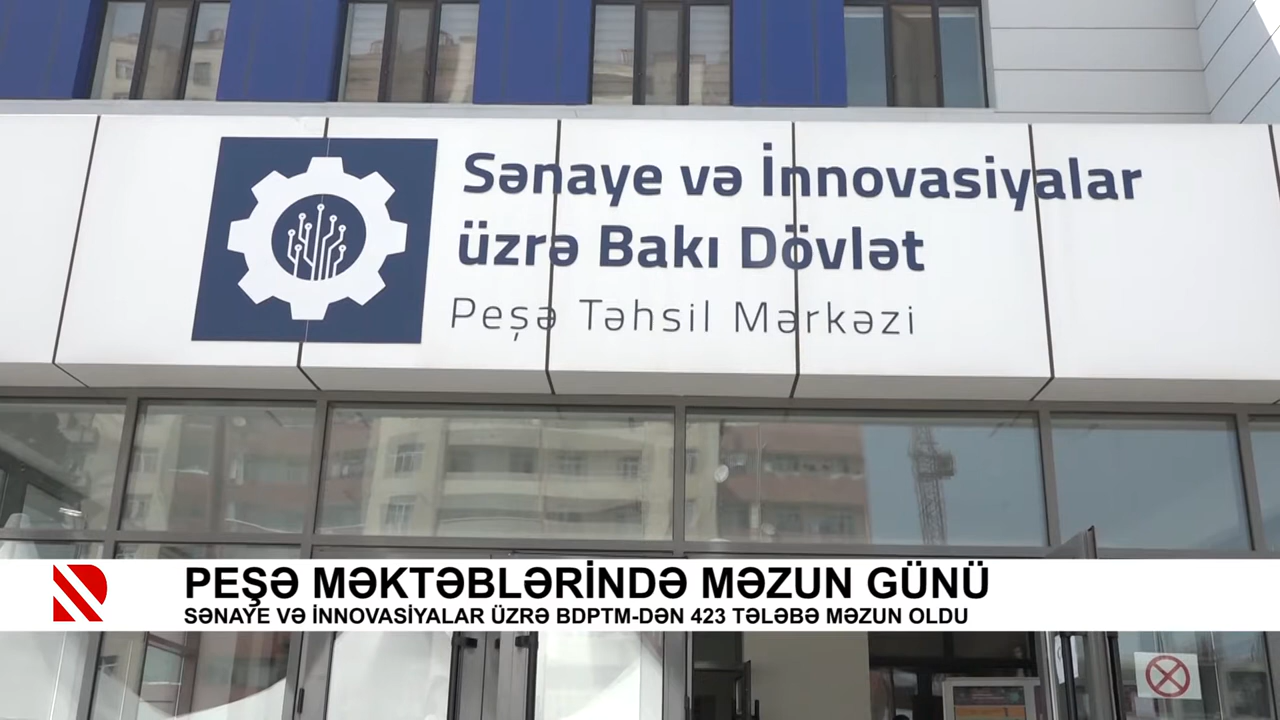 Sənaye və İnnovasiyalar
üzrə Bakı Dövlət
Peşə Təhsil Mərkəzi
PEŞƏ MƏKTƏBLƏRİNDƏ MƏZUN GÜNÜ
SƏNAYE VƏ İNNOVASİYALAR ÜZRƏ BDPTM-DƏN 423 TƏLƏBƏ MƏZUN OLDU